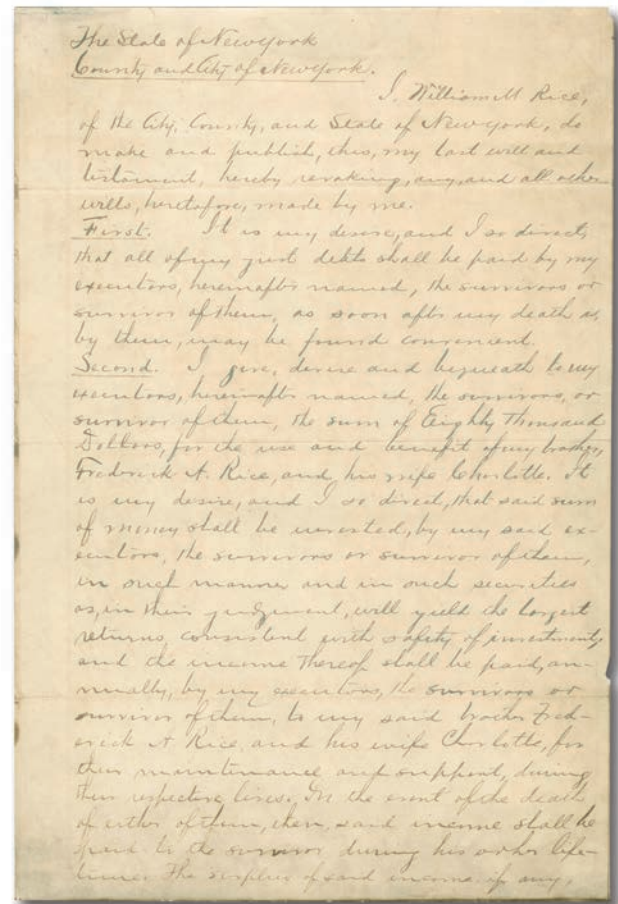 The State of New York
County and City of New York.
I, William M Rice,
of the City, County, and State of New York, do
make and publish, this, my last will and
testament, hereby revoking, any, and all other
wills, heretofore, made by me.
First. It is my desire, and I so direct,
that all of my just debts shall be paid by my
executors, hereinafter named, the survivors or
survivor of them, as soon after my death as,
by them, may be found convenient.
Second. I give, devise and bequeath to my
executors, hereinafter named, the survivors, or
survivor of them, the sum of Eighty Thousand
Dollars, for the use and benefit of my brother,
Frederick A. Rice, and his wife Charlotte. It
is my desire, and I so direct, that said sum
of money shall be invested, by my said ex-
ecutors, the survivors or survivor of them,
in such manner and in such securities
as, in their judgment, will yield the largest
returns, consistent with safety of investment,
and the income thereof shall be paid, an-
nually, by my executors, the survivors or
survivor of them, to my said brother Fred-
erick A Rice, and his wife Charlotte, for
their maintenance and support, during
their respective lives. In the event of the death
of either of them, then, said income shall be
paid to the survivor, during his or her life-
time. The surplus of said income, if any,